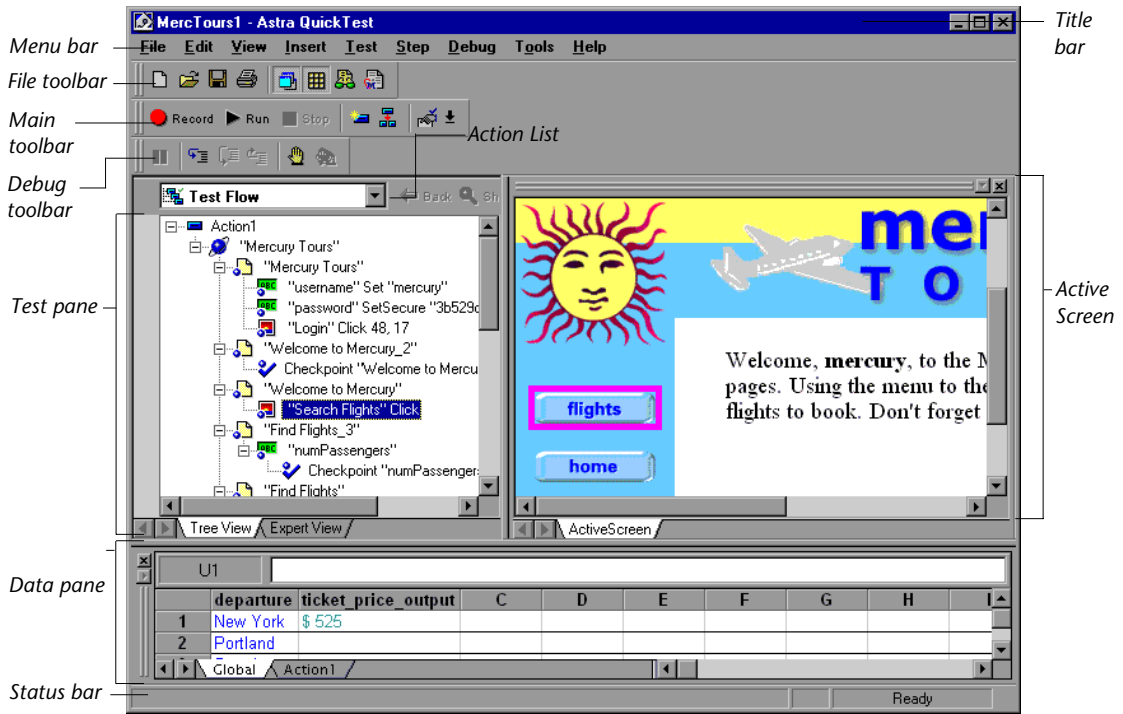 MercTours1 - Astra QuickTest
Title bar
Menu bar
File Edit View Insert Test Step Debug Tools Help
File toolbar
Main toolbar
Record Run Stop
Action List
Debug toolbar
Test Flow
Back Sh
Test pane
Action1
"Mercury Tours"
"Mercury Tours"
"username" Set "mercury"
"password" SetSecure "3b529c
"Login" Click 48, 17
"Welcome to Mercury_2"
Checkpoint "Welcome to Mercu
"Welcome to Mercury"
"Search Flights" Click
"Find Flights_3"
"numPassengers"
Checkpoint "numPassenger
"Find Flights"
Tree View Expert View
mer
T O
Welcome, mercury, to the M
pages. Using the menu to the
flights to book. Don't forget
flights
home
ActiveScreen
Active Screen
Data pane
U1
departure ticket_price_output C D E F G H I
1 New York $ 525
2 Portland
Global Action1
Status bar
Ready